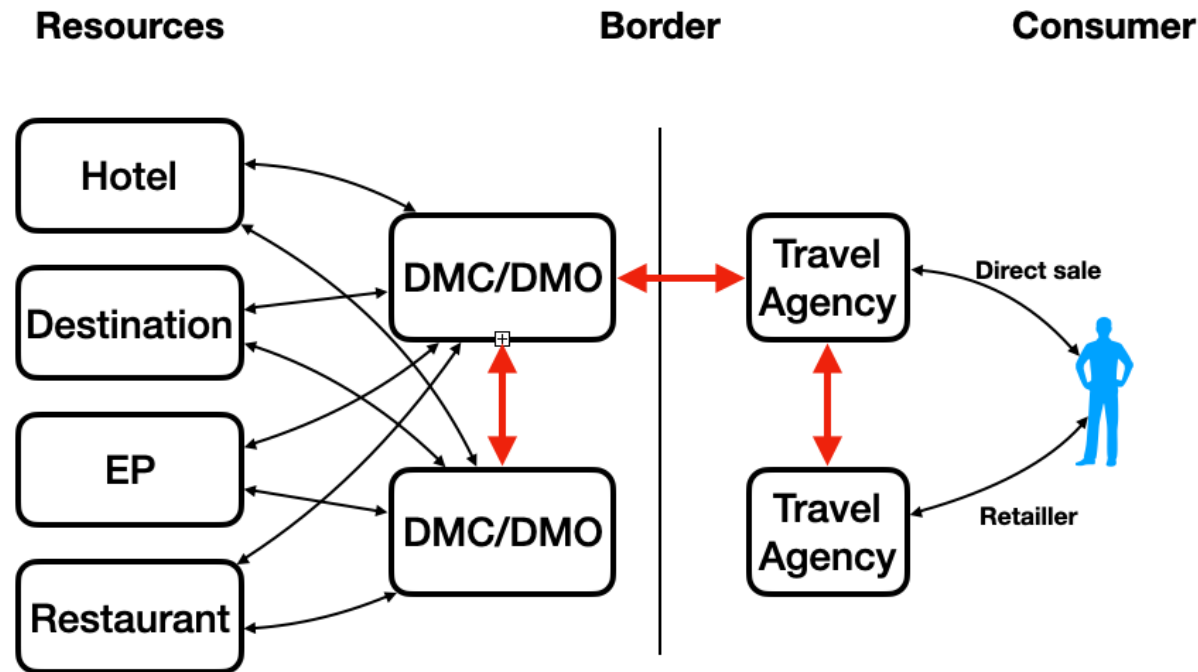 Resources
Border
Consumer
Hotel
Destination
EP
Restaurant
DMC/DMO
DMC/DMO
Travel
Agency
Travel
Agency
Direct sale
Retailler